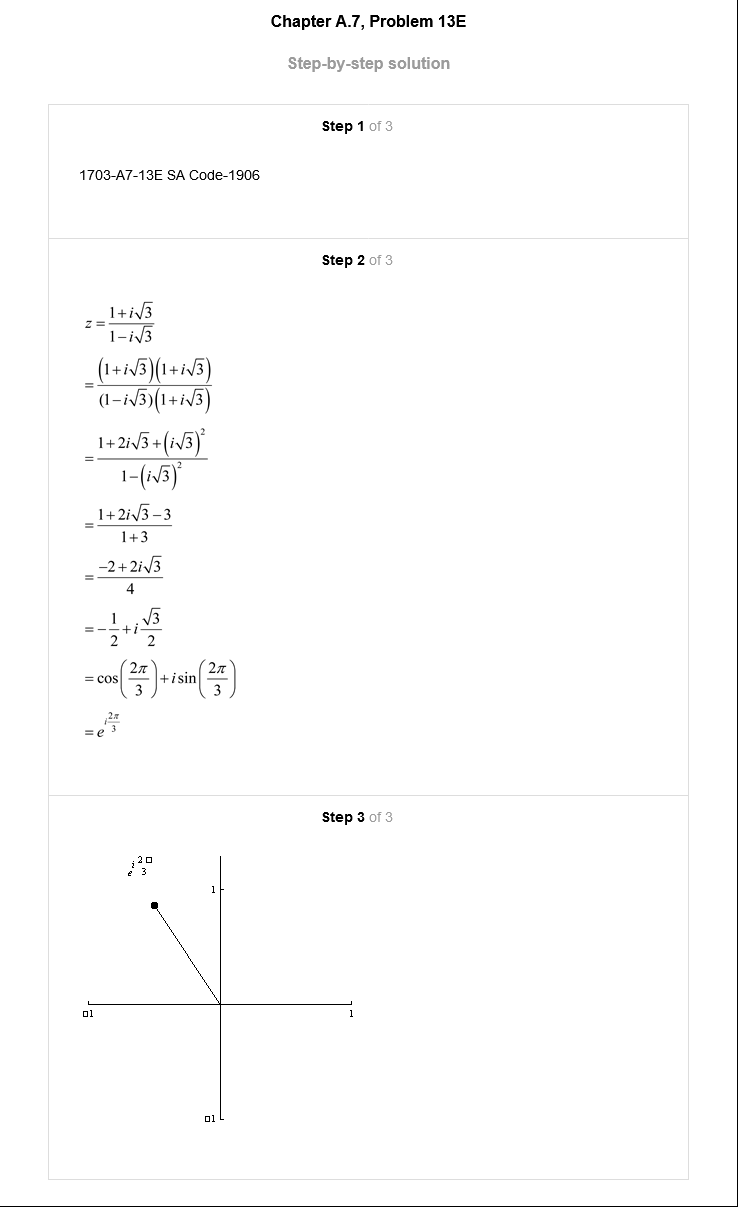 Chapter A.7, Problem 13E
Step-by-step solution
Step 1 of 3
1703-A7-13E SA Code-1906
Step 2 of 3
z = \frac{1+i\sqrt{3}}{1-i\sqrt{3}}
= \frac{(1+i\sqrt{3})(1+i\sqrt{3})}{(1-i\sqrt{3})(1+i\sqrt{3})}
= \frac{1+2i\sqrt{3}+(i\sqrt{3})^2}{1-(i\sqrt{3})^2}
= \frac{1+2i\sqrt{3}-3}{1+3}
= \frac{-2+2i\sqrt{3}}{4}
= -\frac{1}{2}+i\frac{\sqrt{3}}{2}
= \cos\left(\frac{2\pi}{3}\right)+i\sin\left(\frac{2\pi}{3}\right)
= e^{i\frac{2\pi}{3}}
Step 3 of 3
e^{i\frac{2□}{3}}
1
□1
1
□1